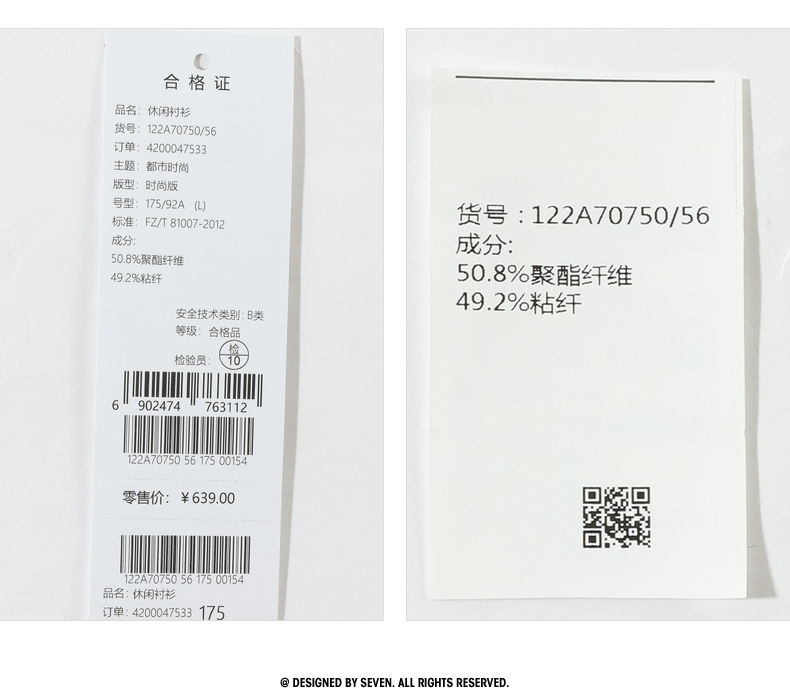 合格证
品名：休闲衬衫
货号：122A70750/56
订单：4200047533
主题：都市时尚
版型：时尚版
号型：175/92A (L)
标准：FZ/T 81007-2012
成分：
50.8%聚酯纤维
49.2%粘纤
安全技术类别：B类
等级：合格品
检验员：检 10
6 902474 763112
122A70750 56 175 00154
零售价：￥639.00
122A70750 56 175 00154
品名：休闲衬衫
订单：4200047533 175
货号：122A70750/56
成分：
50.8%聚酯纤维
49.2%粘纤
@ DESIGNED BY SEVEN. ALL RIGHTS RESERVED.